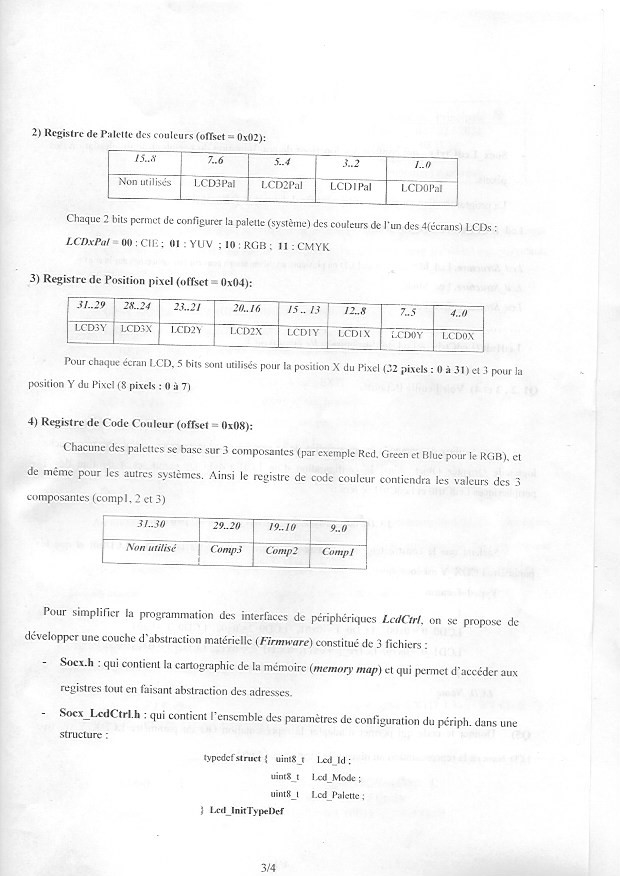 2) Registre de Palette des couleurs (offset = 0x02):
15..8 7..6 5..4 3..2 1..0
Non utilisés LCD3Pal LCD2Pal LCD1Pal LCD0Pal
Chaque 2 bits permet de configurer la palette (système) des couleurs de l'un des 4(écrans) LCDs :
LCDxPal = 00 : CIE ; 01 : YUV ; 10 : RGB ; 11 : CMYK
3) Registre de Position pixel (offset = 0x04):
31..29 28..24 23..21 20..16 15 .. 13 12..8 7..5 4..0
LCD3Y LCD3X LCD2Y LCD2X LCD1Y LCD1X LCD0Y LCD0X
Pour chaque écran LCD, 5 bits sont utilisés pour la position X du Pixel (32 pixels : 0 à 31) et 3 pour la
position Y du Pixel (8 pixels : 0 à 7)
4) Registre de Code Couleur (offset = 0x08):
Chacune des palettes se base sur 3 composantes (par exemple Red, Green et Blue pour le RGB), et
de même pour les autres systèmes. Ainsi le registre de code couleur contiendra les valeurs des 3
composantes (comp1, 2 et 3)
31..30 29..20 19..10 9..0
Non utilisé Comp3 Comp2 Comp1
Pour simplifier la programmation des interfaces de périphériques LcdCtrl, on se propose de
développer une couche d'abstraction matérielle (Firmware) constitué de 3 fichiers :
- Socx.h : qui contient la cartographie de la mémoire (memory map) et qui permet d'accéder aux
registres tout en faisant abstraction des adresses.
- Socx_LcdCtrl.h : qui contient l'ensemble des paramètres de configuration du périph. dans une
structure :
typedef struct { uint8_t Lcd_Id ;
uint8_t Lcd_Mode ;
uint8_t Lcd_Palette ;
} Lcd_InitTypeDef
3/4